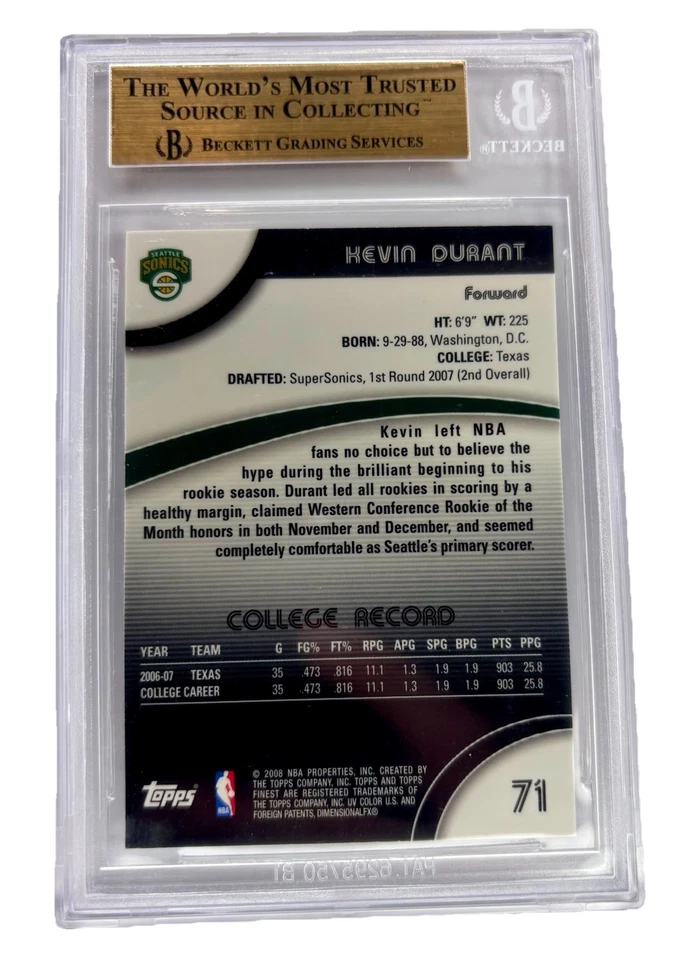 THE WORLD'S MOST TRUSTED
SOURCE IN COLLECTING™
B BECKETT GRADING SERVICES
B
BECKETT®
SEATTLE
SONICS
KEVIN DURANT
Forward
HT: 6'9" WT: 225
BORN: 9-29-88, Washington, D.C.
COLLEGE: Texas
DRAFTED: SuperSonics, 1st Round 2007 (2nd Overall)
Kevin left NBA
fans no choice but to believe the
hype during the brilliant beginning to his
rookie season. Durant led all rookies in scoring by a
healthy margin, claimed Western Conference Rookie of the
Month honors in both November and December, and seemed
completely comfortable as Seattle's primary scorer.
COLLEGE RECORD
YEAR TEAM G FG% FT% RPG APG SPG BPG PTS PPG
2006-07 TEXAS 35 .473 .816 11.1 1.3 1.9 1.9 903 25.8
COLLEGE CAREER 35 .473 .816 11.1 1.3 1.9 1.9 903 25.8
topps
NBA
© 2008 NBA PROPERTIES, INC. CREATED BY
THE TOPPS COMPANY, INC. TOPPS AND TOPPS
FINEST ARE REGISTERED TRADEMARKS OF
THE TOPPS COMPANY, INC. UV COLOR U.S. AND
FOREIGN PATENTS, DIMENSIONALFX®
71
PAT. 6295750 B1